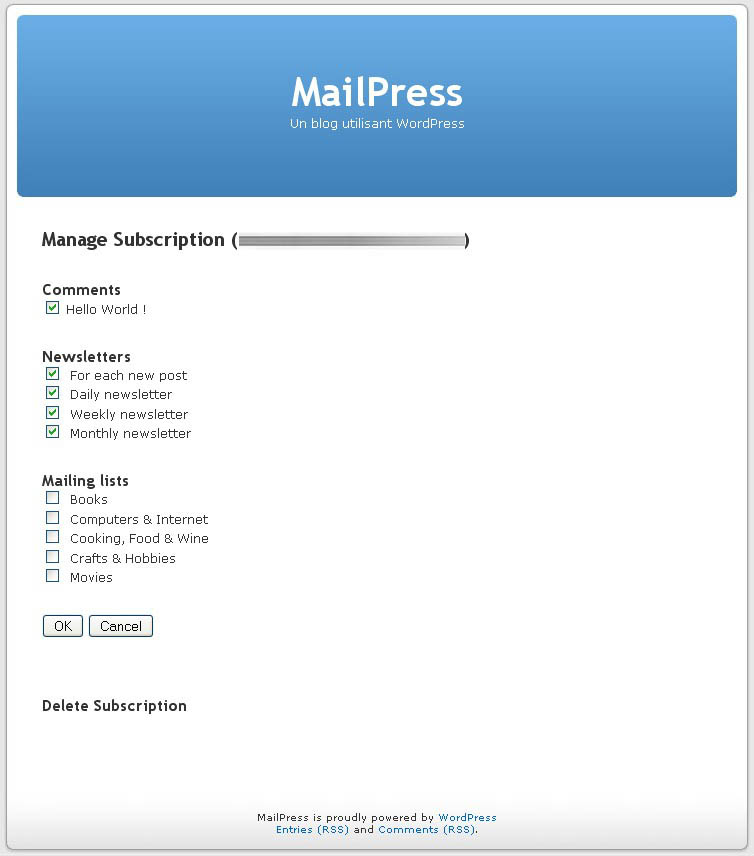 MailPress
Un blog utilisant WordPress
Manage Subscription ()
Comments
Hello World !
Newsletters
For each new post
Daily newsletter
Weekly newsletter
Monthly newsletter
Mailing lists
Books
Computers & Internet
Cooking, Food & Wine
Crafts & Hobbies
Movies
OK Cancel
Delete Subscription
MailPress is proudly powered by WordPress
Entries (RSS) and Comments (RSS).